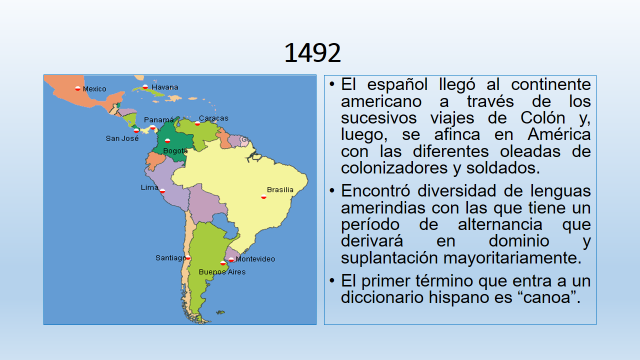 1492
Mexico
Havana
Panamá
Caracas
San José
Bogotá
Lima
Brasilia
Santiago
Montevideo
Buenos Aires
• El español llegó al continente
americano a través de los
sucesivos viajes de Colón y,
luego, se afinca en América
con las diferentes oleadas de
colonizadores y soldados.
• Encontró diversidad de lenguas
amerindias con las que tiene un
período de alternancia que
derivará en dominio y
suplantación mayoritariamente.
• El primer término que entra a un
diccionario hispano es “canoa”.